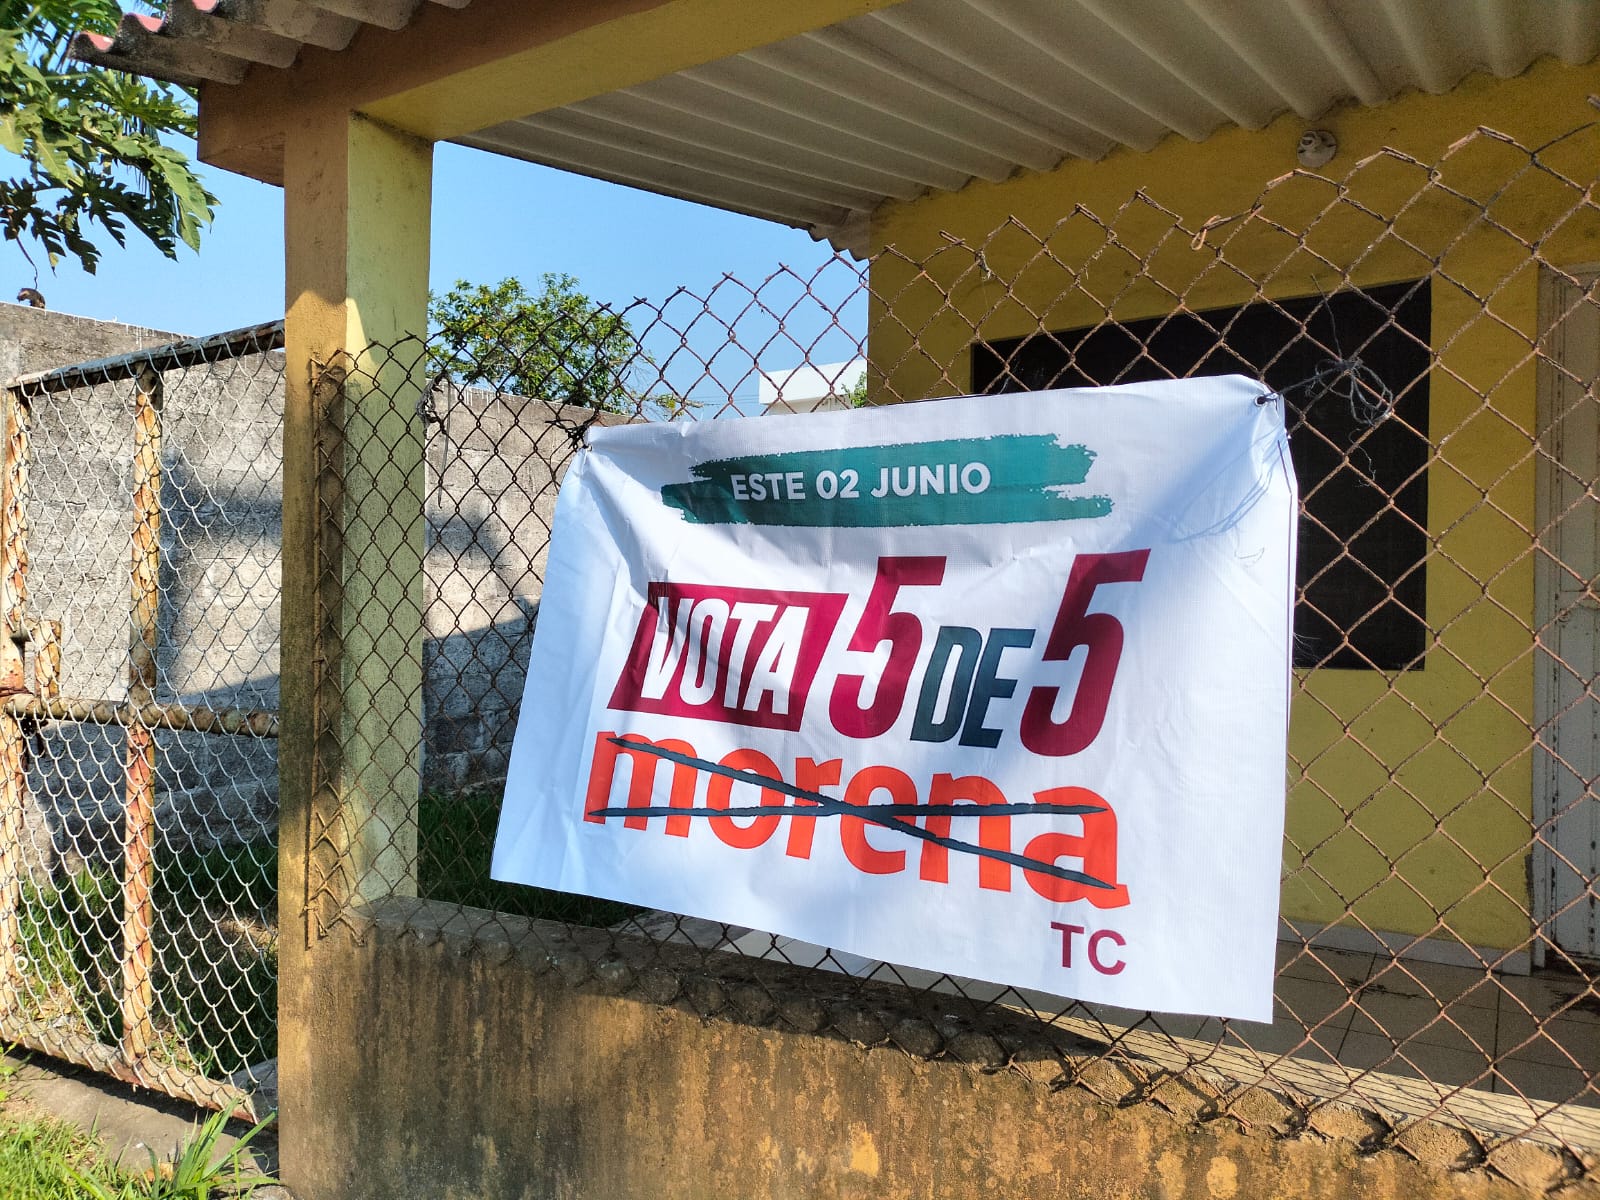 ESTE 02 JUNIO
VOTA 5 DE 5
morena
TC